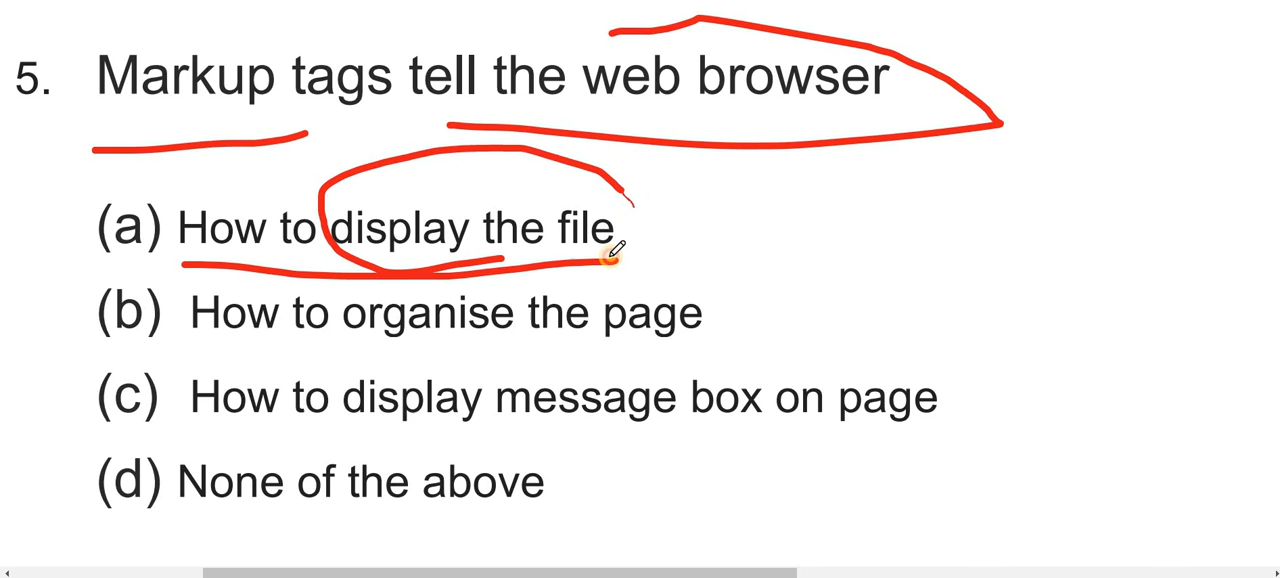 5. Markup tags tell the web browser
(a) How to display the file
(b) How to organise the page
(c) How to display message box on page
(d) None of the above